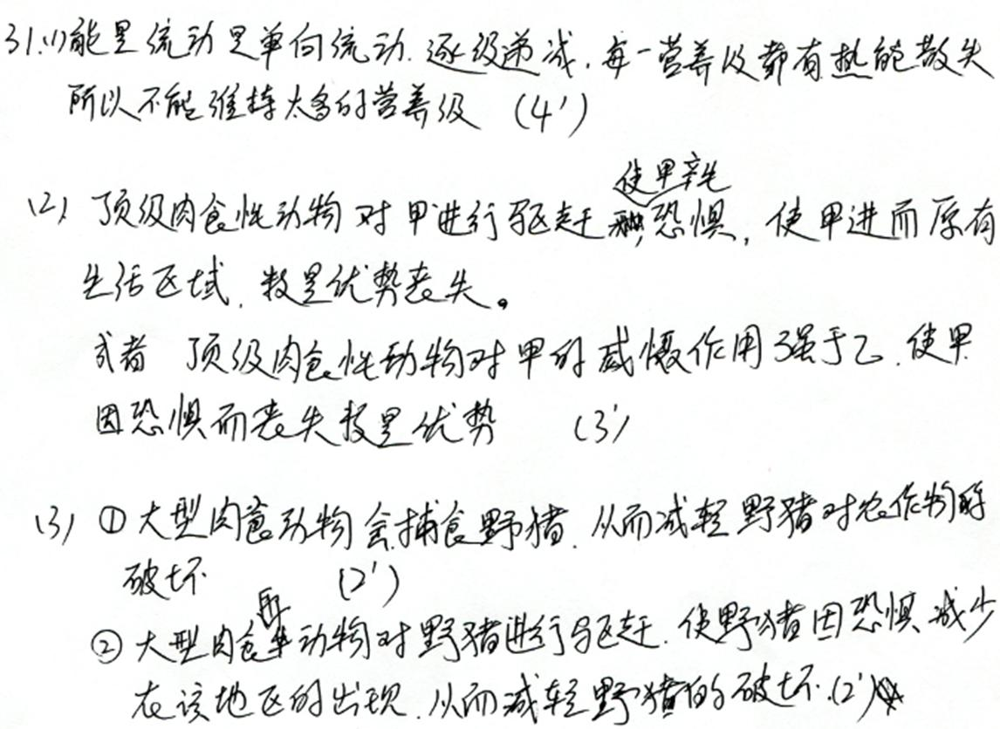 31.(1)能量流动是单向流动.逐级递减,每一营养及都有热能散失
所以不能维持太多的营养级 (4')
使甲产生
(2) 顶级肉食性动物对甲进行驱赶,恐惧,使甲进而原有
生活区域,数量优势丧失。
或者 顶级肉食性动物对甲的威慑作用强于乙.使甲
因恐惧而丧失数量优势 (3')
(3) ①大型肉食动物会捕食野猪.从而减轻野猪对农作物的
破坏 (2')
②大型肉食动物对野猪进行驱赶.使野猪因恐惧减少
在该地区的出现.从而减轻野猪的破坏.(2')